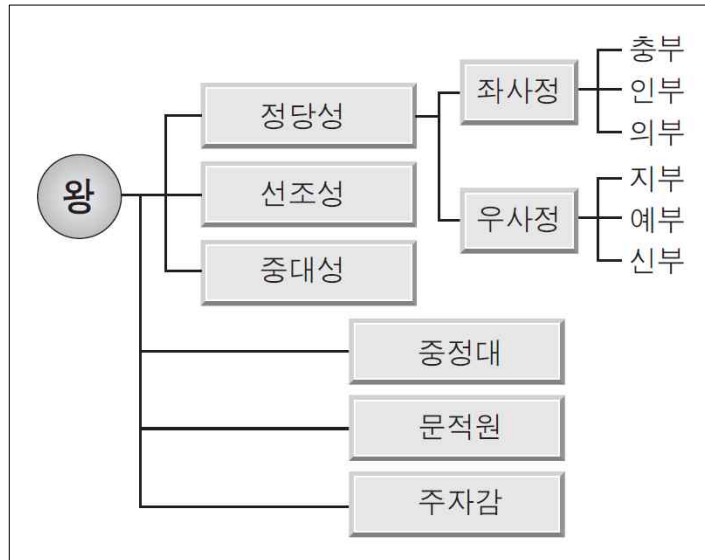 왕
정당성
선조성
중대성
좌사정
우사정
충부
인부
의부
지부
예부
신부
중정대
문적원
주자감